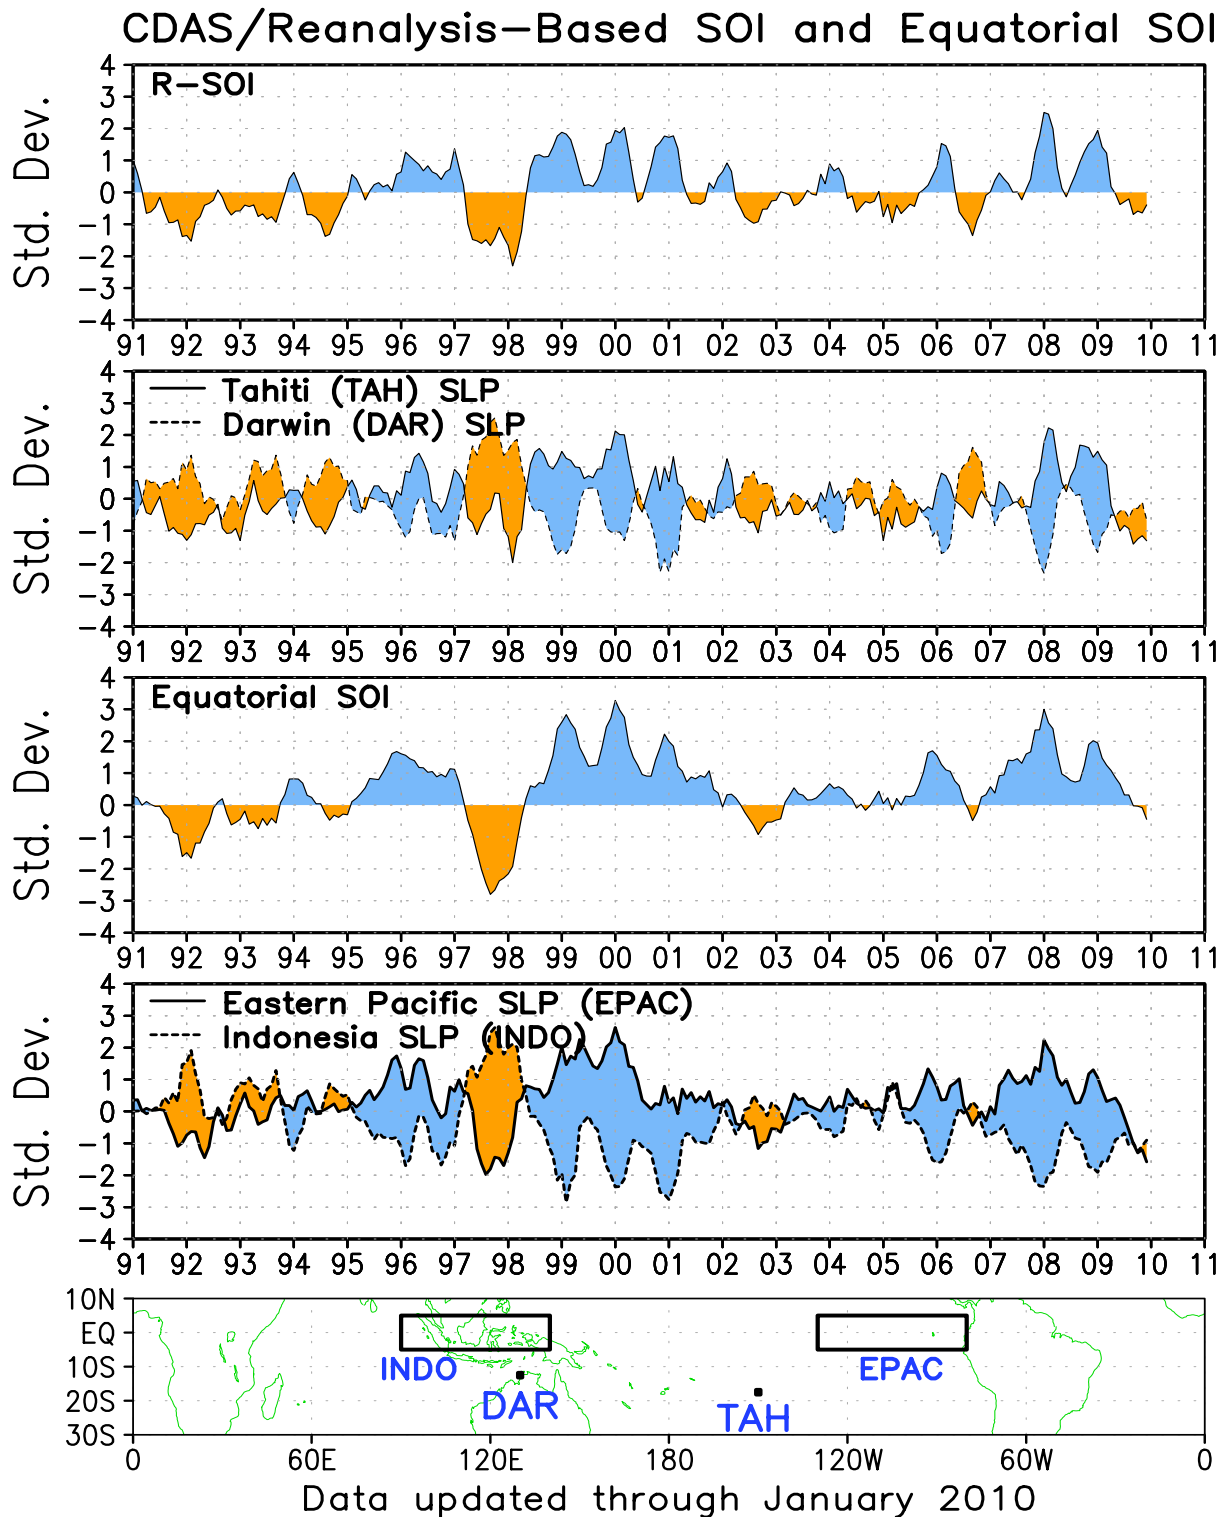 CDAS/Reanalysis-Based SOI and Equatorial SOI
R-SOI
Std. Dev.
4
3
2
1
0
-1
-2
-3
-4
91 92 93 94 95 96 97 98 99 00 01 02 03 04 05 06 07 08 09 10 11
Tahiti (TAH) SLP
Darwin (DAR) SLP
Std. Dev.
4
3
2
1
0
-1
-2
-3
-4
91 92 93 94 95 96 97 98 99 00 01 02 03 04 05 06 07 08 09 10 11
Equatorial SOI
Std. Dev.
4
3
2
1
0
-1
-2
-3
-4
91 92 93 94 95 96 97 98 99 00 01 02 03 04 05 06 07 08 09 10 11
Eastern Pacific SLP (EPAC)
Indonesia SLP (INDO)
Std. Dev.
4
3
2
1
0
-1
-2
-3
-4
91 92 93 94 95 96 97 98 99 00 01 02 03 04 05 06 07 08 09 10 11
10N
EQ
10S
20S
30S
INDO
EPAC
DAR
TAH
0 60E 120E 180 120W 60W 0
Data updated through January 2010